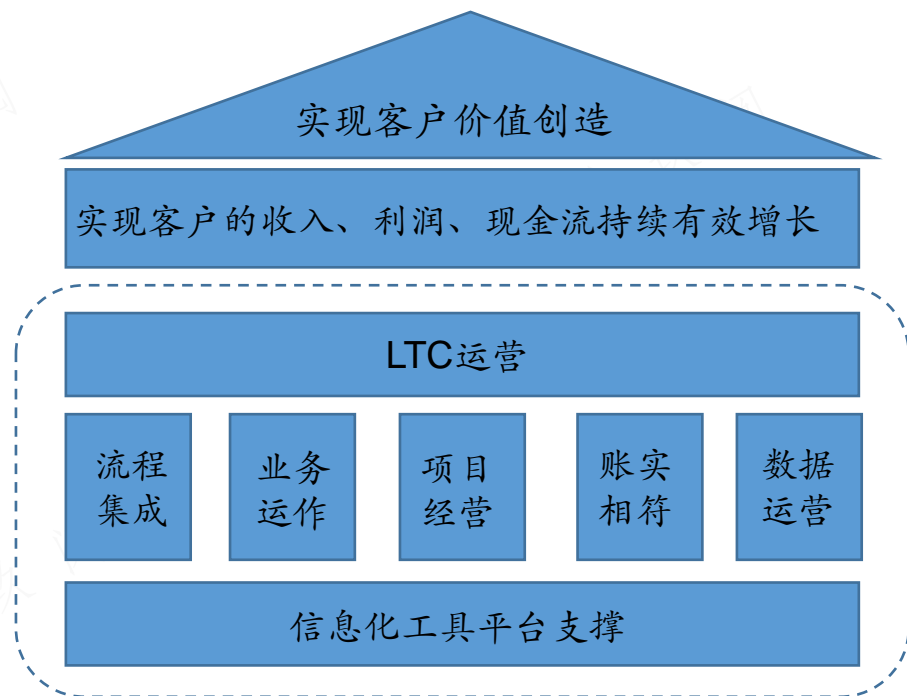 实现客户价值创造
实现客户的收入、利润、现金流持续有效增长
LTC运营
流程
集成
业务
运作
项目
经营
账实
相符
数据
运营
信息化工具平台支撑